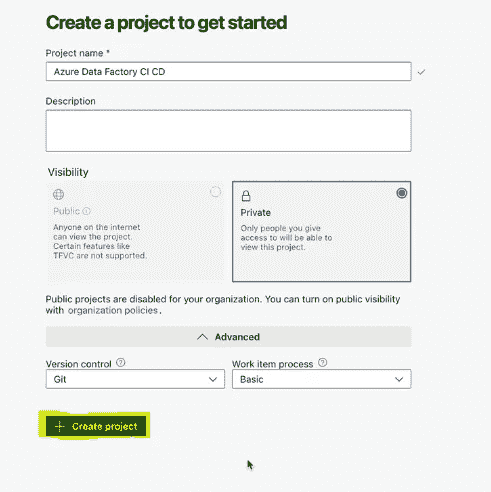 Create a project to get started
Project name *
Azure Data Factory CI CD
Description
Visibility
Public
Anyone on the internet
can view the project.
Certain features like
TFVC are not supported.
Private
Only people you give
access to will be able to
view this project.
Public projects are disabled for your organization. You can turn on public visibility
with organization policies.
Advanced
Version control
Work item process
Git
Basic
+ Create project